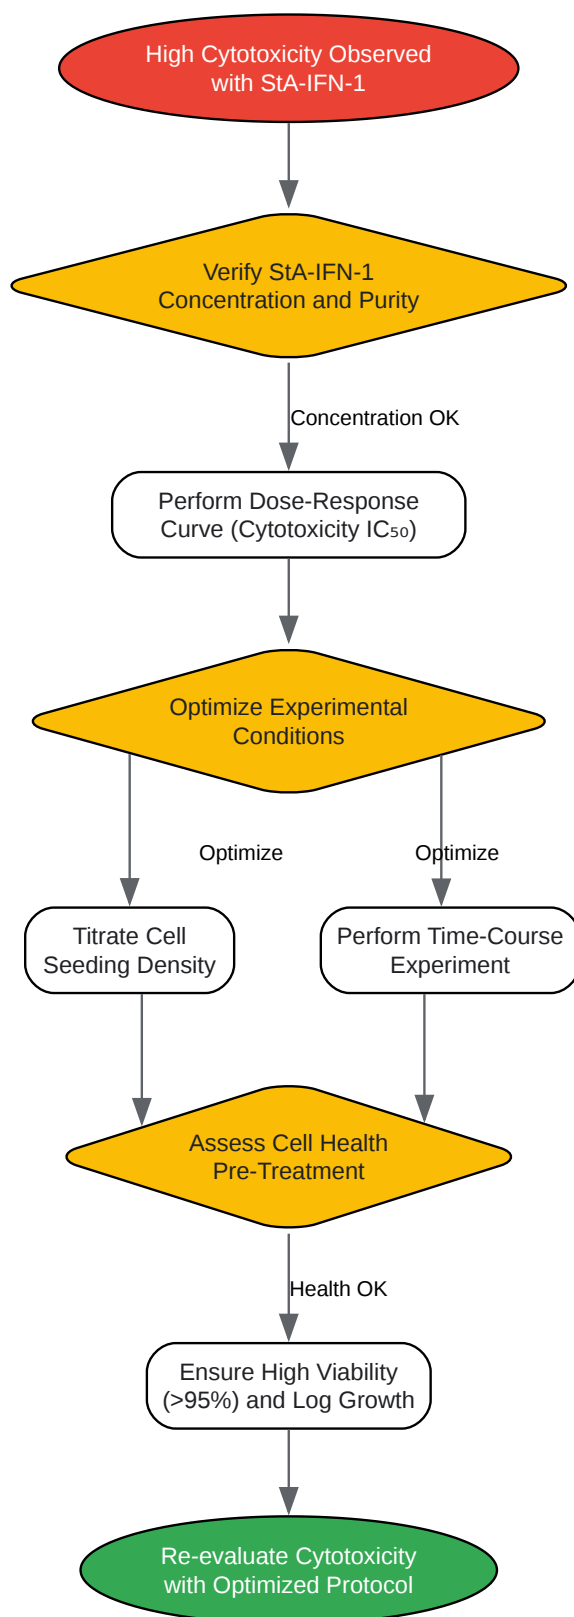 High Cytotoxicity Observed
with StA-IFN-1
Verify StA-IFN-1
Concentration and Purity
Concentration OK
Perform Dose-Response
Curve (Cytotoxicity IC₅₀)
Optimize Experimental
Conditions
Optimize
Optimize
Titrate Cell
Seeding Density
Perform Time-Course
Experiment
Assess Cell Health
Pre-Treatment
Health OK
Ensure High Viability
(>95%) and Log Growth
Re-evaluate Cytotoxicity
with Optimized Protocol